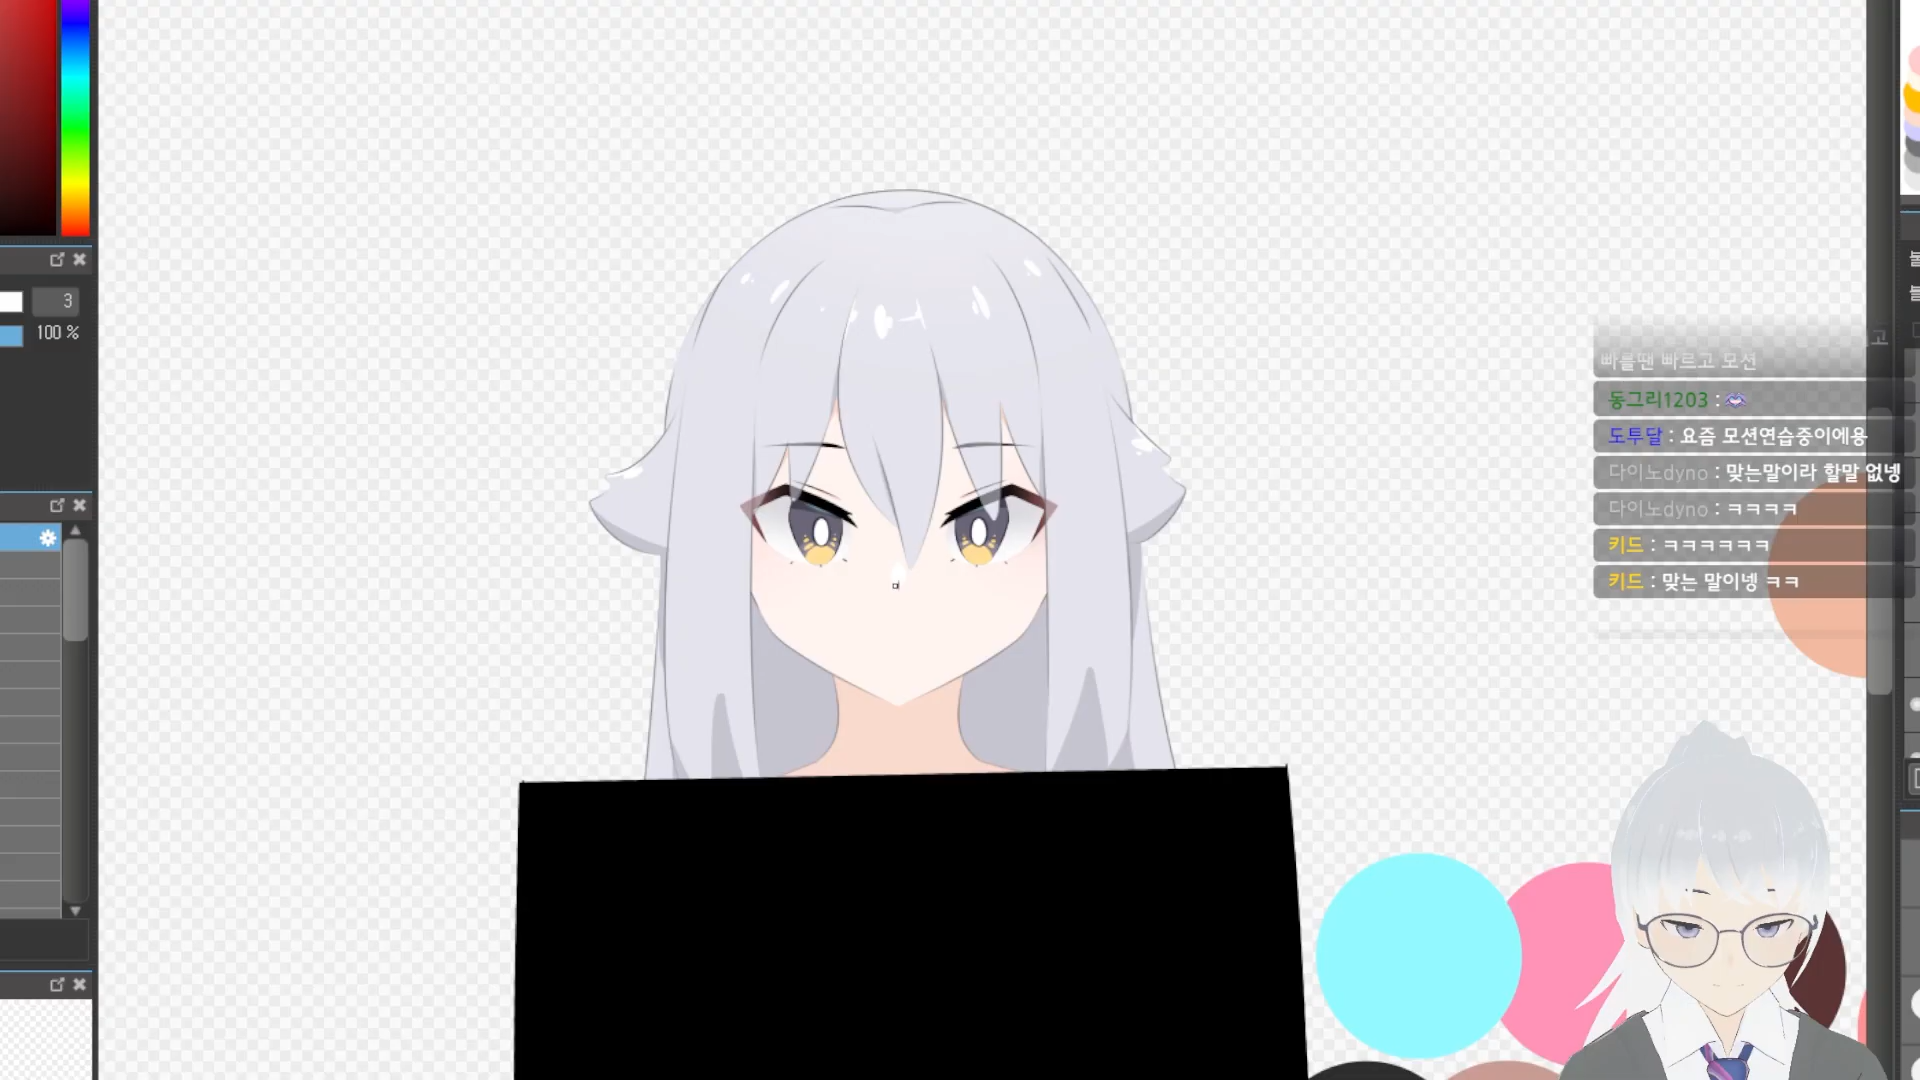 3
100 %
고
빠를땐 빠르고 모션
동그리1203 :
도투달 : 요즘 모션연습중이에용
다이노dyno : 맞는말이라 할말 없넹
다이노dyno : ㅋㅋㅋㅋ
키드 : ㅋㅋㅋㅋㅋㅋ
키드 : 맞는 말이넹 ㅋㅋ